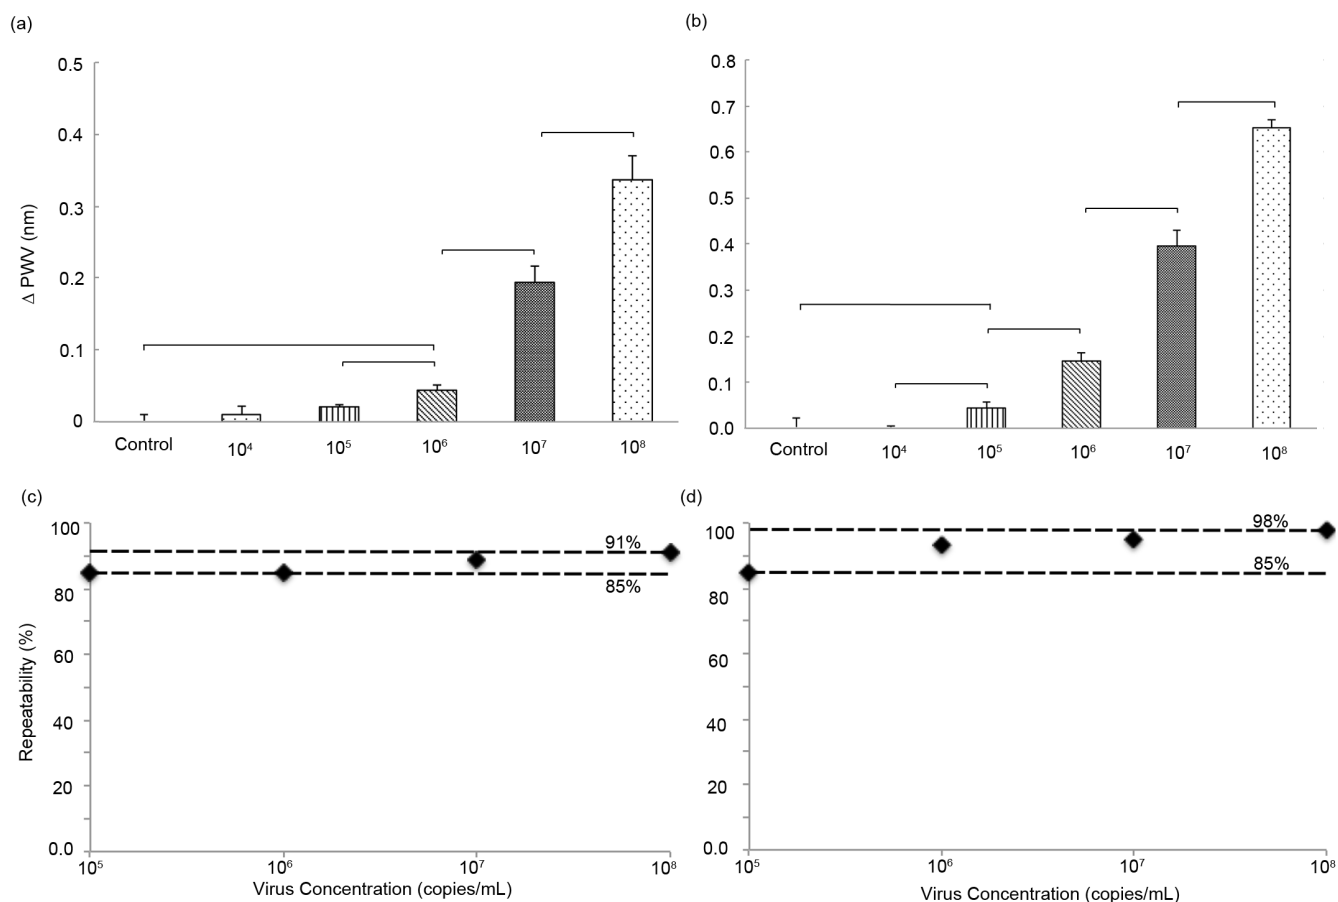 (a)
(b)
0.5
0.4
0.3
0.2
0.1
0
Δ PWV (nm)
Control 10⁴ 10⁵ 10⁶ 10⁷ 10⁸
0.8
0.7
0.6
0.5
0.4
0.3
0.2
0.1
0.0
Control 10⁴ 10⁵ 10⁶ 10⁷ 10⁸
(c)
(d)
100
80
60
40
20
0.0
Repeatability (%)
91%
85%
10⁵ 10⁶ 10⁷ 10⁸
Virus Concentration (copies/mL)
100
80
60
40
20
0.0
98%
85%
10⁵ 10⁶ 10⁷ 10⁸
Virus Concentration (copies/mL)